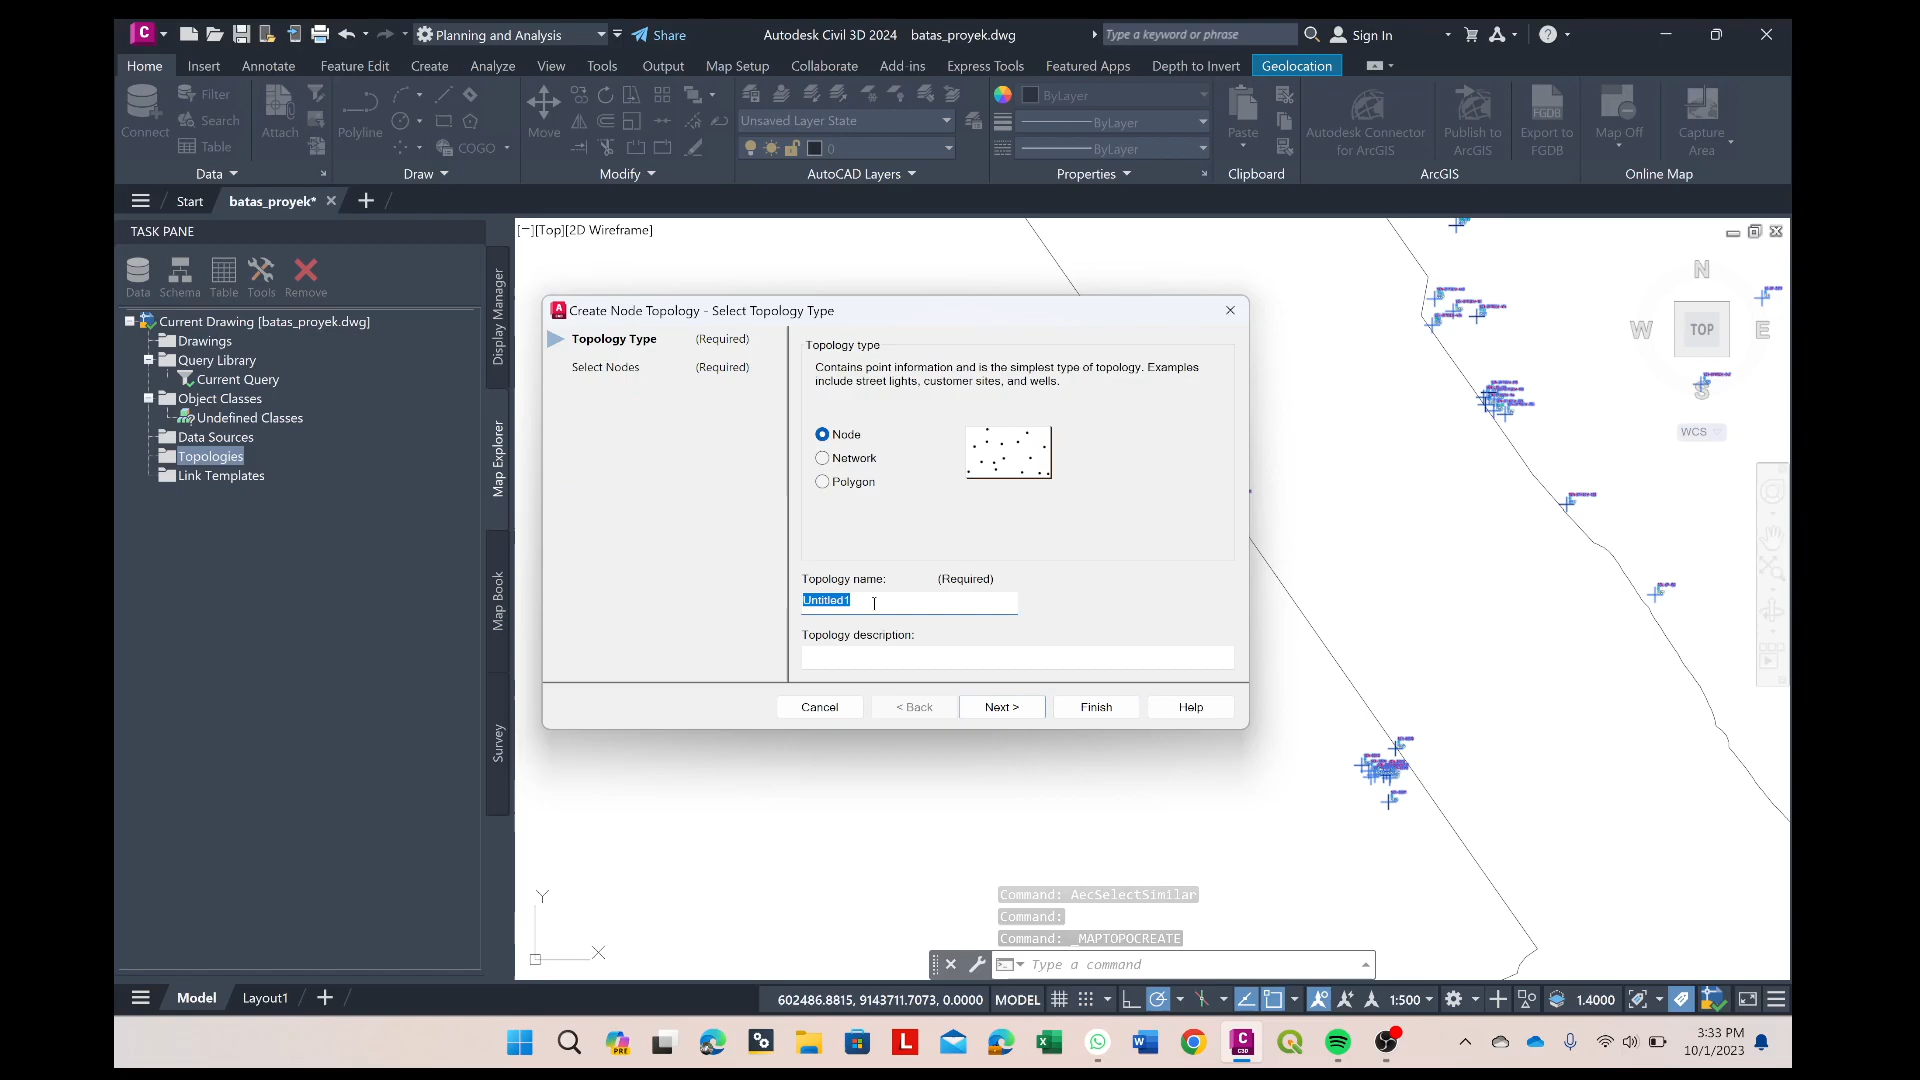 Planning and Analysis
Share
Autodesk Civil 3D 2024 batas_proyek.dwg
Type a keyword or phrase
Sign In
Home Insert Annotate Feature Edit Create Analyze View Tools Output Map Setup Collaborate Add-ins Express Tools Featured Apps Depth to Invert Geolocation
Connect
Filter
Search
Table
Attach
Polyline
COGO
Move
Unsaved Layer State
0
ByLayer
ByLayer
ByLayer
Paste
Autodesk Connector
for ArcGIS
Publish to
ArcGIS
FGDB
Export to
FGDB
Map Off
Capture
Area
Data Draw Modify AutoCAD Layers Properties Clipboard ArcGIS Online Map
Start batas_proyek*
TASK PANE
Data Schema Table Tools Remove
Current Drawing [batas_proyek.dwg]
Drawings
Query Library
Current Query
Object Classes
Undefined Classes
Data Sources
Topologies
Link Templates
Display Manager
Map Explorer
Map Book
Survey
[−][Top][2D Wireframe]
N
W TOP E
S
WCS
Create Node Topology - Select Topology Type
Topology Type (Required)
Select Nodes (Required)
Topology type
Contains point information and is the simplest type of topology. Examples
include street lights, customer sites, and wells.
Node
Network
Polygon
Topology name: (Required)
Untitled1
Topology description:
Cancel < Back Next > Finish Help
Y
X
Command: AecSelectSimilar
Command:
Command: _MAPTOPOCREATE
Type a command
Model Layout1
602486.8815, 9143711.7073, 0.0000 MODEL
1:500
1.4000
3:33 PM
10/1/2023